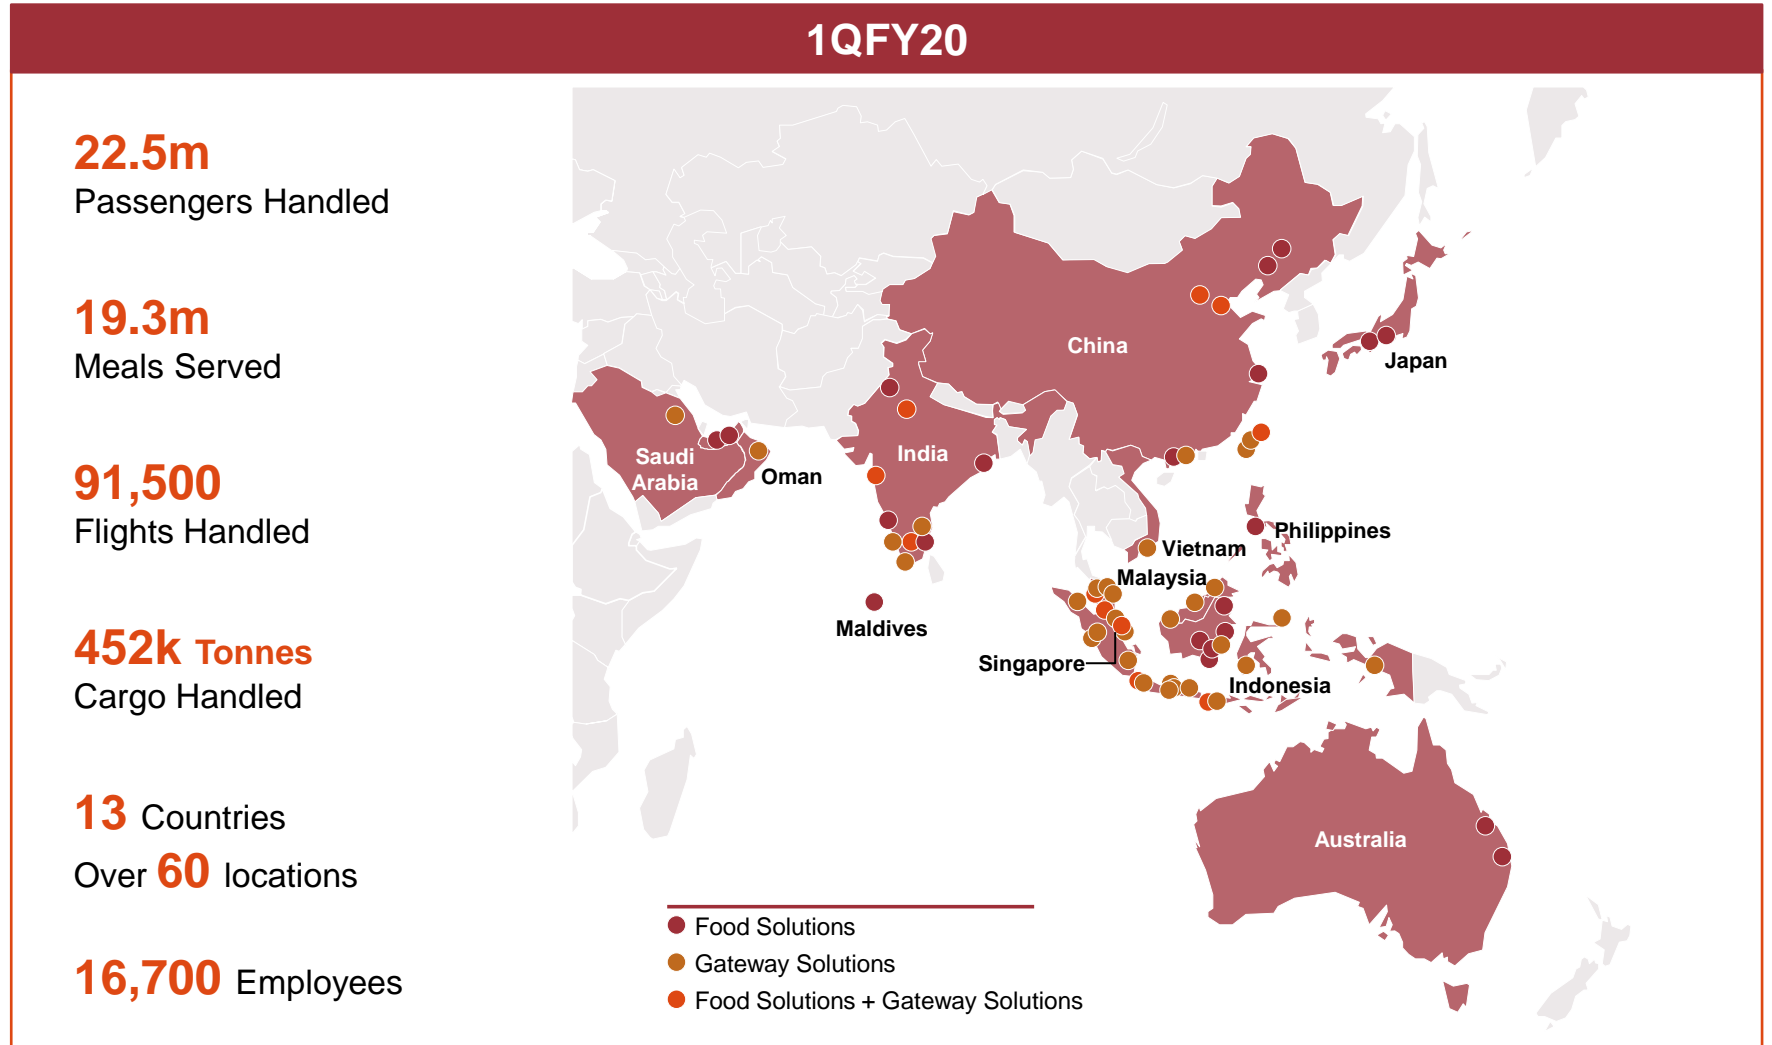 1QFY20
22.5m
Passengers Handled
19.3m
Meals Served
91,500
Flights Handled
452k Tonnes
Cargo Handled
13 Countries
Over 60 locations
16,700 Employees
China
Japan
India
Saudi
Arabia
Oman
Philippines
Vietnam
Malaysia
Maldives
Singapore
Indonesia
Australia
Food Solutions
Gateway Solutions
Food Solutions + Gateway Solutions